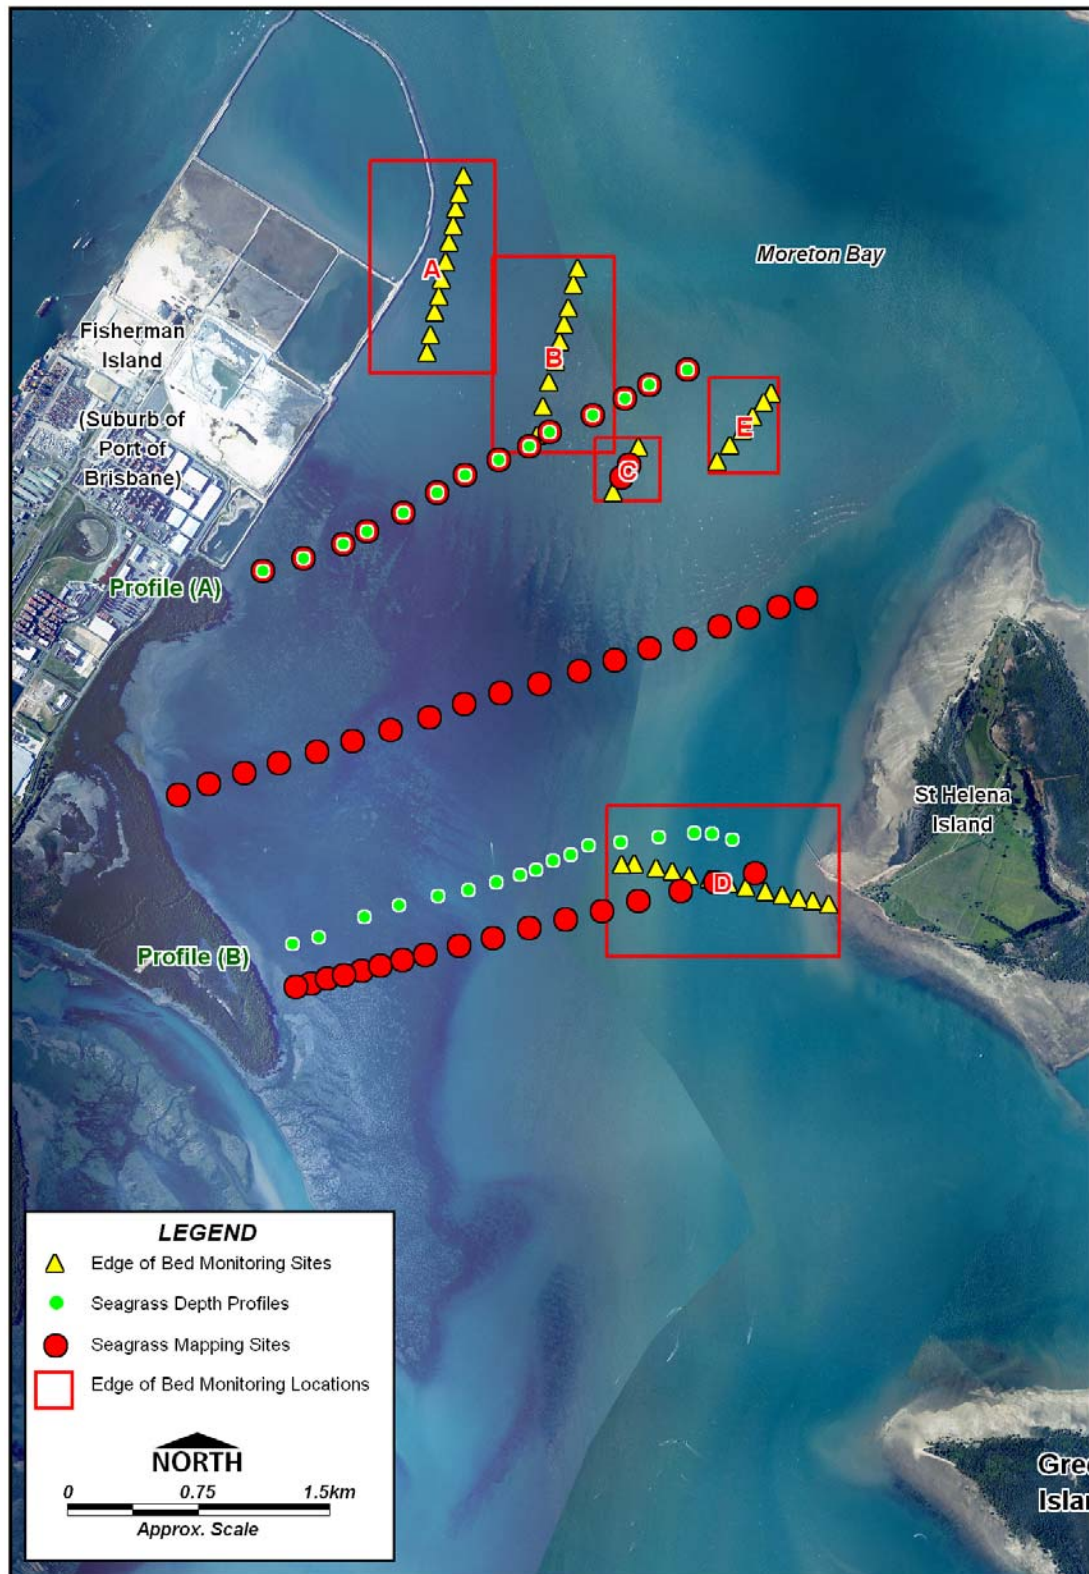 A
Moreton Bay
Fisherman
Island
B
(Suburb of
Port of
Brisbane)
E
C
Profile (A)
St Helena
Island
D
Profile (B)
LEGEND
Edge of Bed Monitoring Sites
Seagrass Depth Profiles
Seagrass Mapping Sites
Edge of Bed Monitoring Locations
NORTH
0 0.75 1.5km
Approx. Scale
Gree
Islan